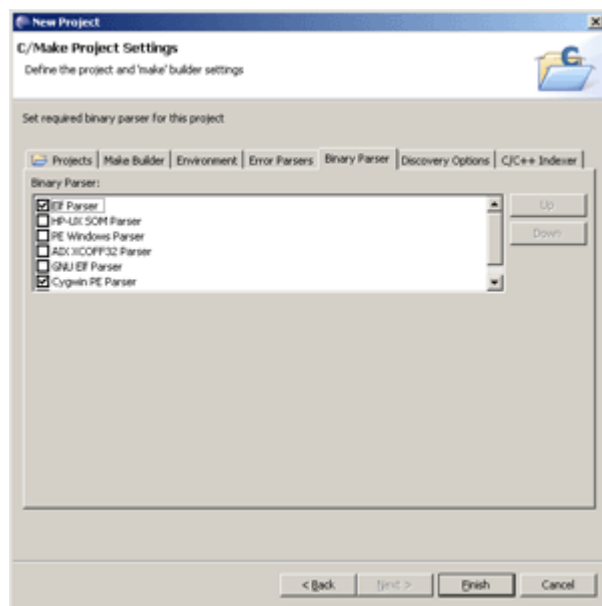 New Project
C/Make Project Settings
Define the project and 'make' builder settings
C
Set required binary parser for this project
Projects Make Builder Environment Error Parsers Binary Parser Discovery Options C/C++ Indexer
Binary Parser:
Elf Parser
HP-UX SOM Parser
PE Windows Parser
AIX XCOFF32 Parser
GNU Elf Parser
Cygwin PE Parser
Up
Down
< Back Next > Finish Cancel